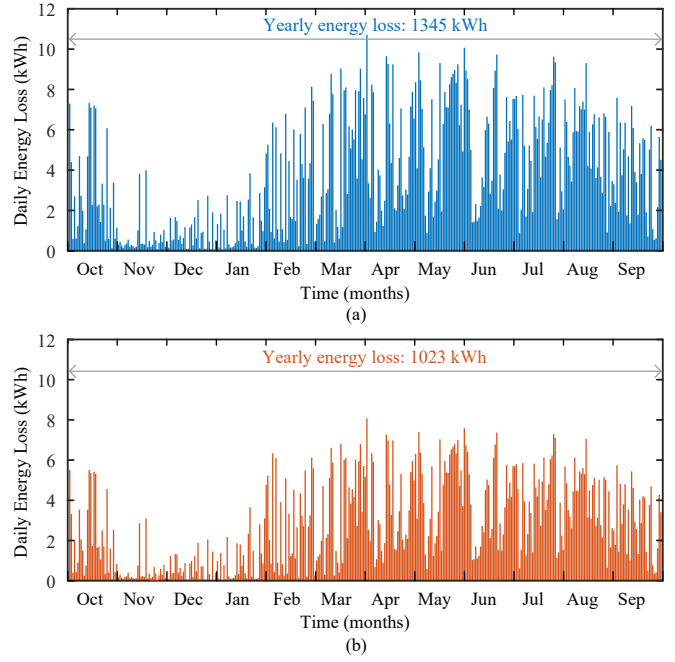 12
Yearly energy loss: 1345 kWh
10
8
6
4
2
0
Daily Energy Loss (kWh)
Oct Nov Dec Jan Feb Mar Apr May Jun Jul Aug Sep
Time (months)
(a)
12
Yearly energy loss: 1023 kWh
10
8
6
4
2
0
Daily Energy Loss (kWh)
Oct Nov Dec Jan Feb Mar Apr May Jun Jul Aug Sep
Time (months)
(b)